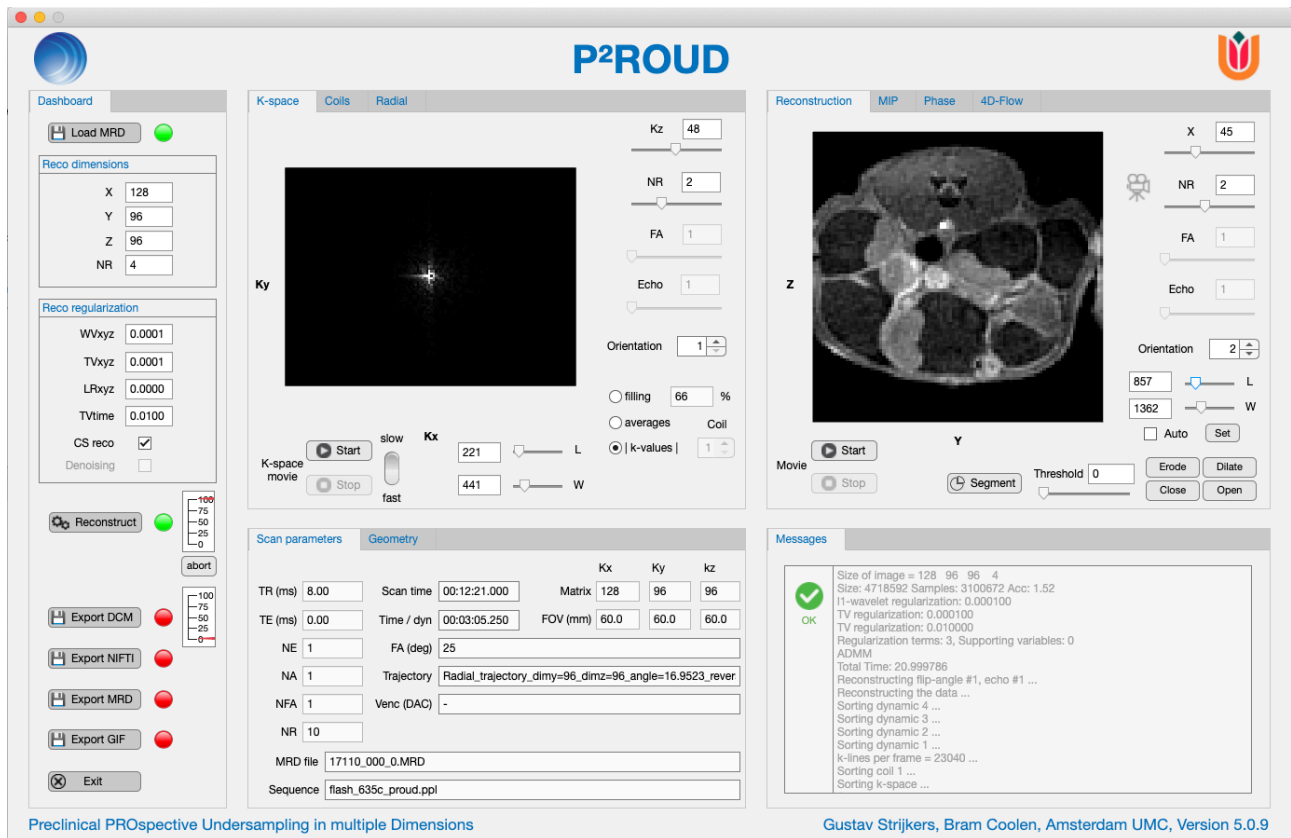 P²ROUD
Dashboard
Load MRD
Reco dimensions
X 128
Y 96
Z 96
NR 4
Reco regularization
WVxyz 0.0001
TVxyz 0.0001
LRxyz 0.0000
TVtime 0.0100
CS reco
Denoising
Reconstruct
100
75
50
25
0
abort
Export DCM
100
75
50
25
0
Export NIFTI
Export MRD
Export GIF
Exit
K-space Coils Radial
Kz 48
NR 2
FA 1
Echo 1
Ky
Orientation 1
filling 66 %
averages Coil
| k-values | 1
Kx
K-space movie
Start
Stop
slow
fast
221 L
441 W
Reconstruction MIP Phase 4D-Flow
X 45
NR 2
FA 1
Echo 1
Z
Orientation 2
857 L
1362 W
Auto Set
Y
Movie
Start
Stop
Segment
Threshold 0
Erode Dilate
Close Open
Scan parameters Geometry
Kx Ky kz
TR (ms) 8.00 Scan time 00:12:21.000 Matrix 128 96 96
TE (ms) 0.00 Time / dyn 00:03:05.250 FOV (mm) 60.0 60.0 60.0
NE 1 FA (deg) 25
NA 1 Trajectory Radial_trajectory_dimy=96_dimz=96_angle=16.9523_rever
NFA 1 Venc (DAC) -
NR 10
MRD file 17110_000_0.MRD
Sequence flash_635c_proud.ppl
Messages
OK
Size of image = 128 96 96 4
Size: 4718592 Samples: 3100672 Acc: 1.52
l1-wavelet regularization: 0.000100
TV regularization: 0.000100
TV regularization: 0.010000
Regularization terms: 3, Supporting variables: 0
ADMM
Total Time: 20.999786
Reconstructing flip-angle #1, echo #1 ...
Reconstructing the data ...
Sorting dynamic 4 ...
Sorting dynamic 3 ...
Sorting dynamic 2 ...
Sorting dynamic 1 ...
k-lines per frame = 23040 ...
Sorting coil 1 ...
Sorting k-space ...
Preclinical PROspective Undersampling in multiple Dimensions
Gustav Strijkers, Bram Coolen, Amsterdam UMC, Version 5.0.9